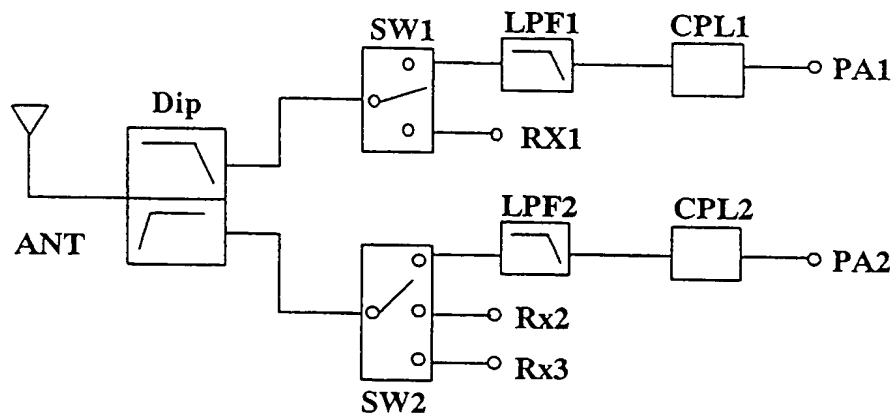 SW1
LPF1
CPL1
PA1
Dip
RX1
ANT
LPF2
CPL2
PA2
Rx2
Rx3
SW2